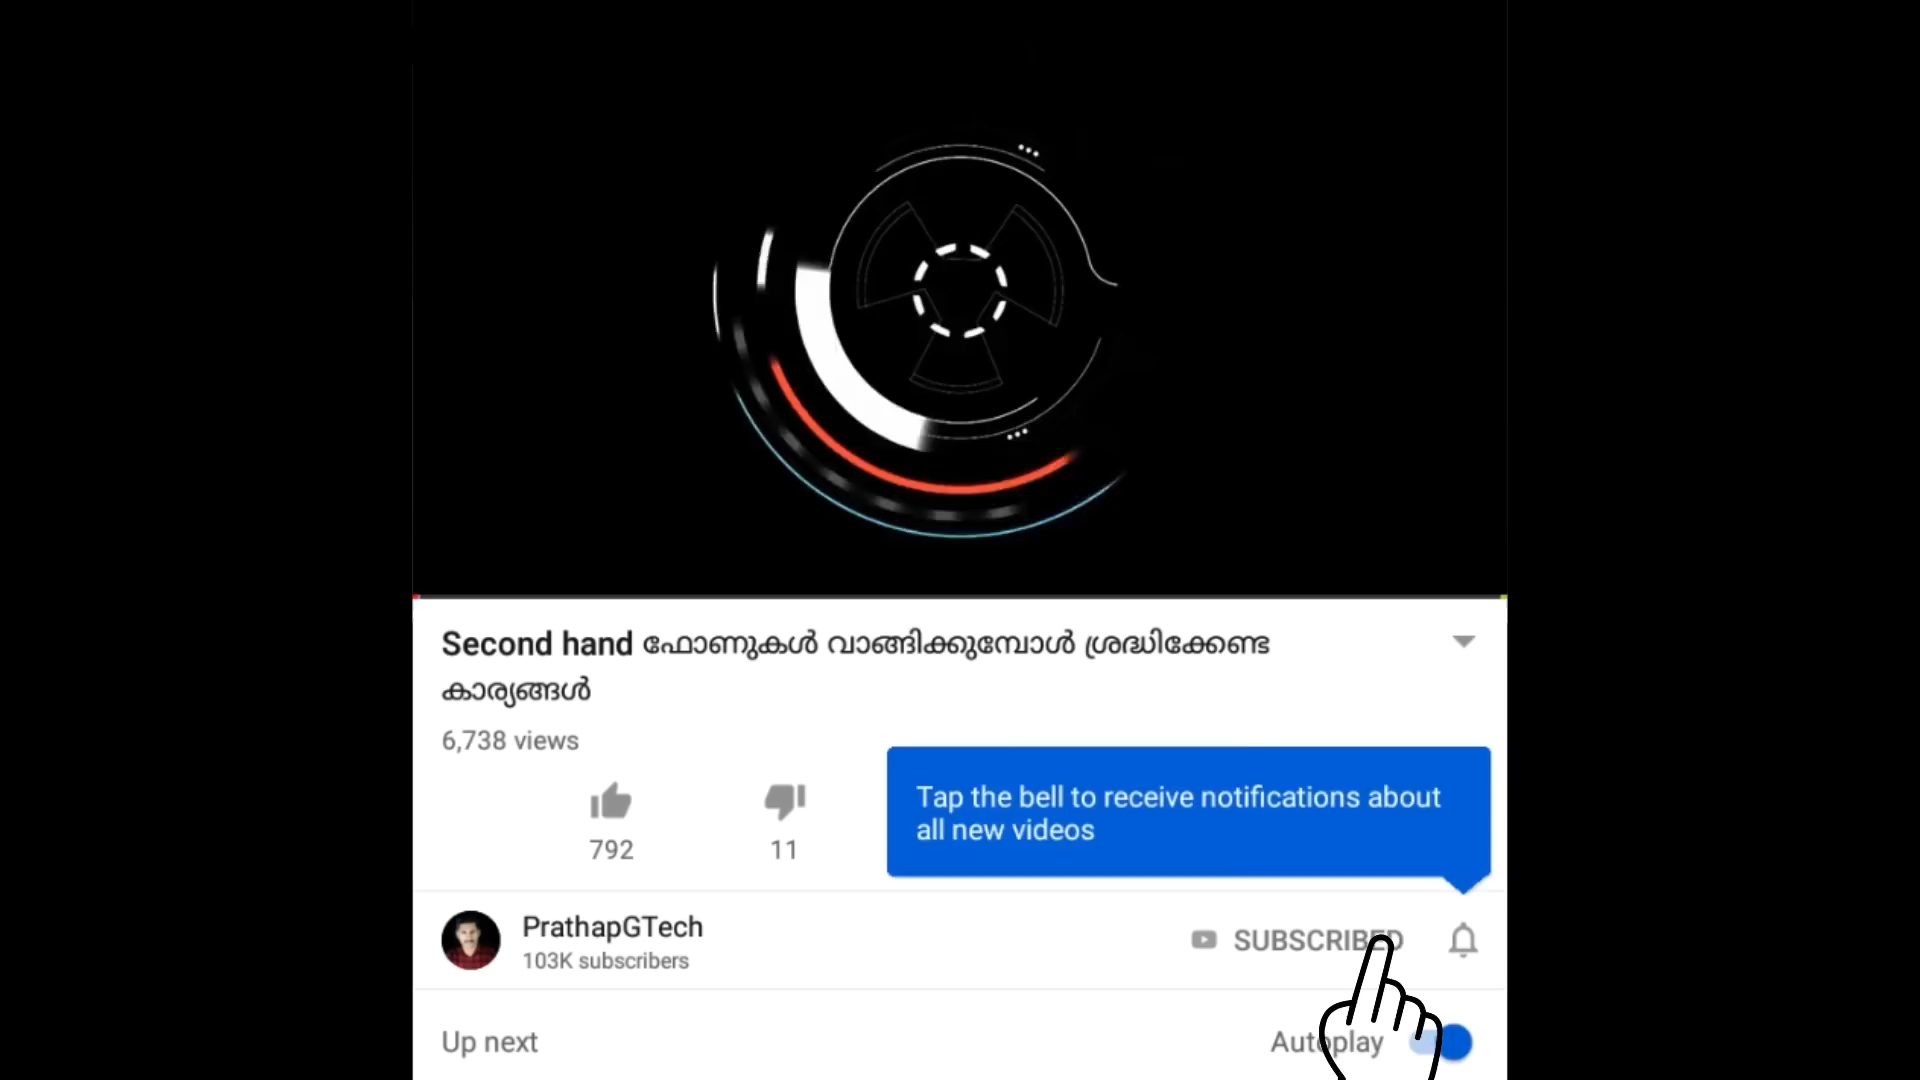 Second hand ഫോണുകൾ വാങ്ങിക്കുമ്പോൾ ശ്രദ്ധിക്കേണ്ട
കാര്യങ്ങൾ
6,738 views
792
11
Tap the bell to receive notifications about
all new videos
PrathapGTech
103K subscribers
SUBSCRIBED
Up next
Autoplay